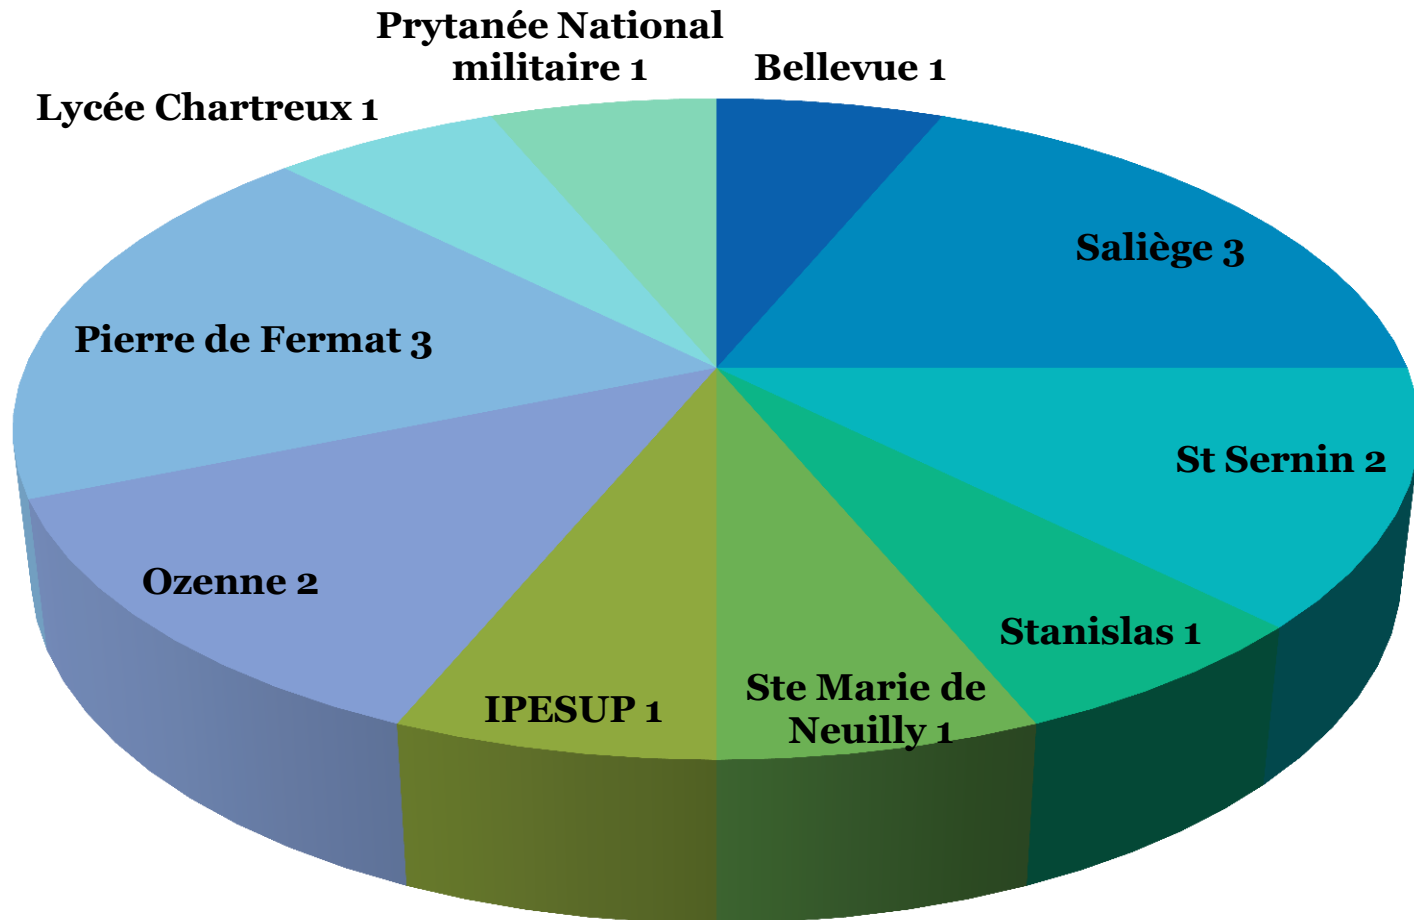 Prytanée National
militaire 1
Bellevue 1
Lycée Chartreux 1
Saliège 3
Pierre de Fermat 3
St Sernin 2
Ozenne 2
Stanislas 1
Ste Marie de
Neuilly 1
IPESUP 1